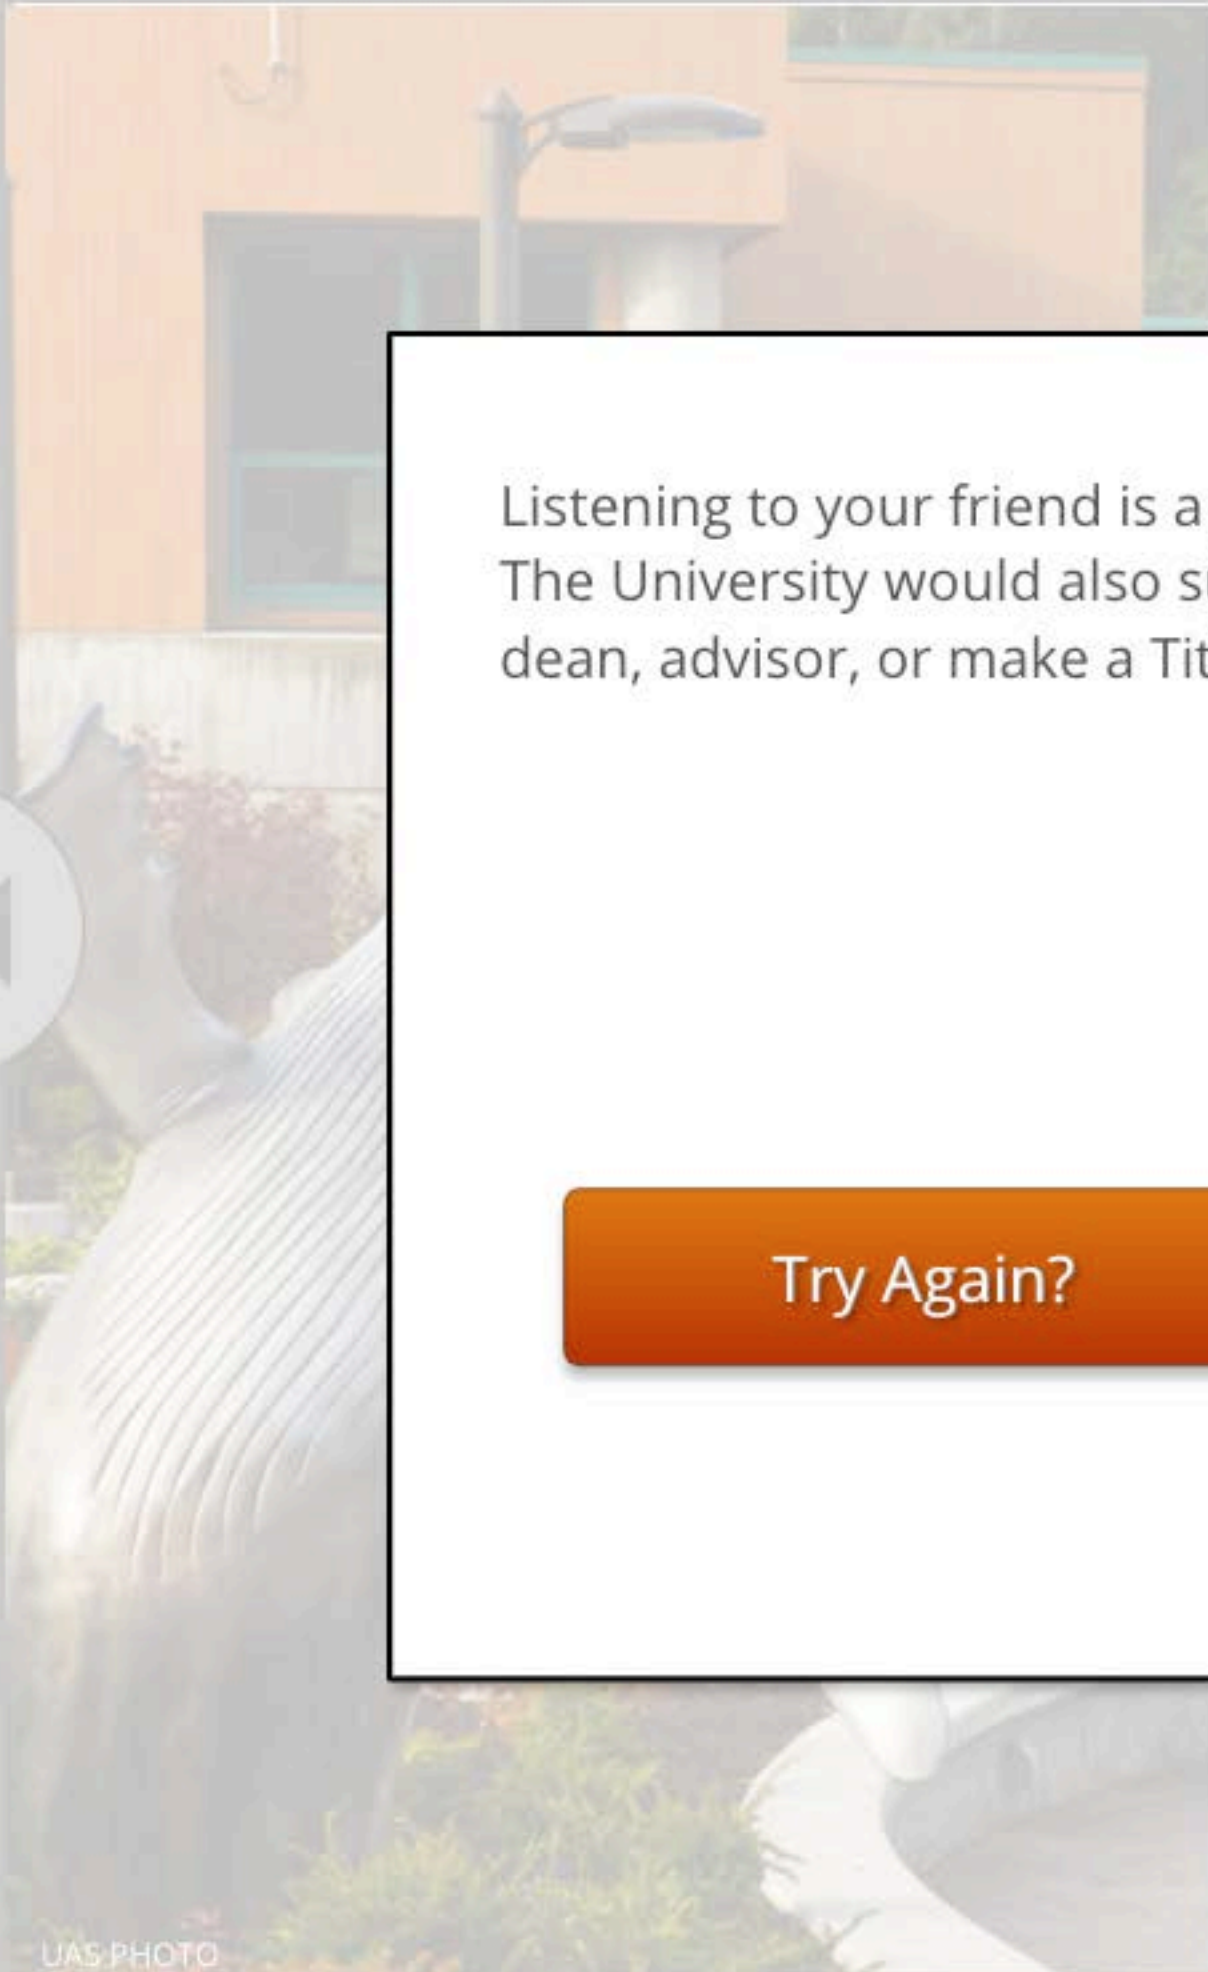 Listening to your friend is a
The University would also
dean, advisor, or make a
Try Again?
UAS PHOTO